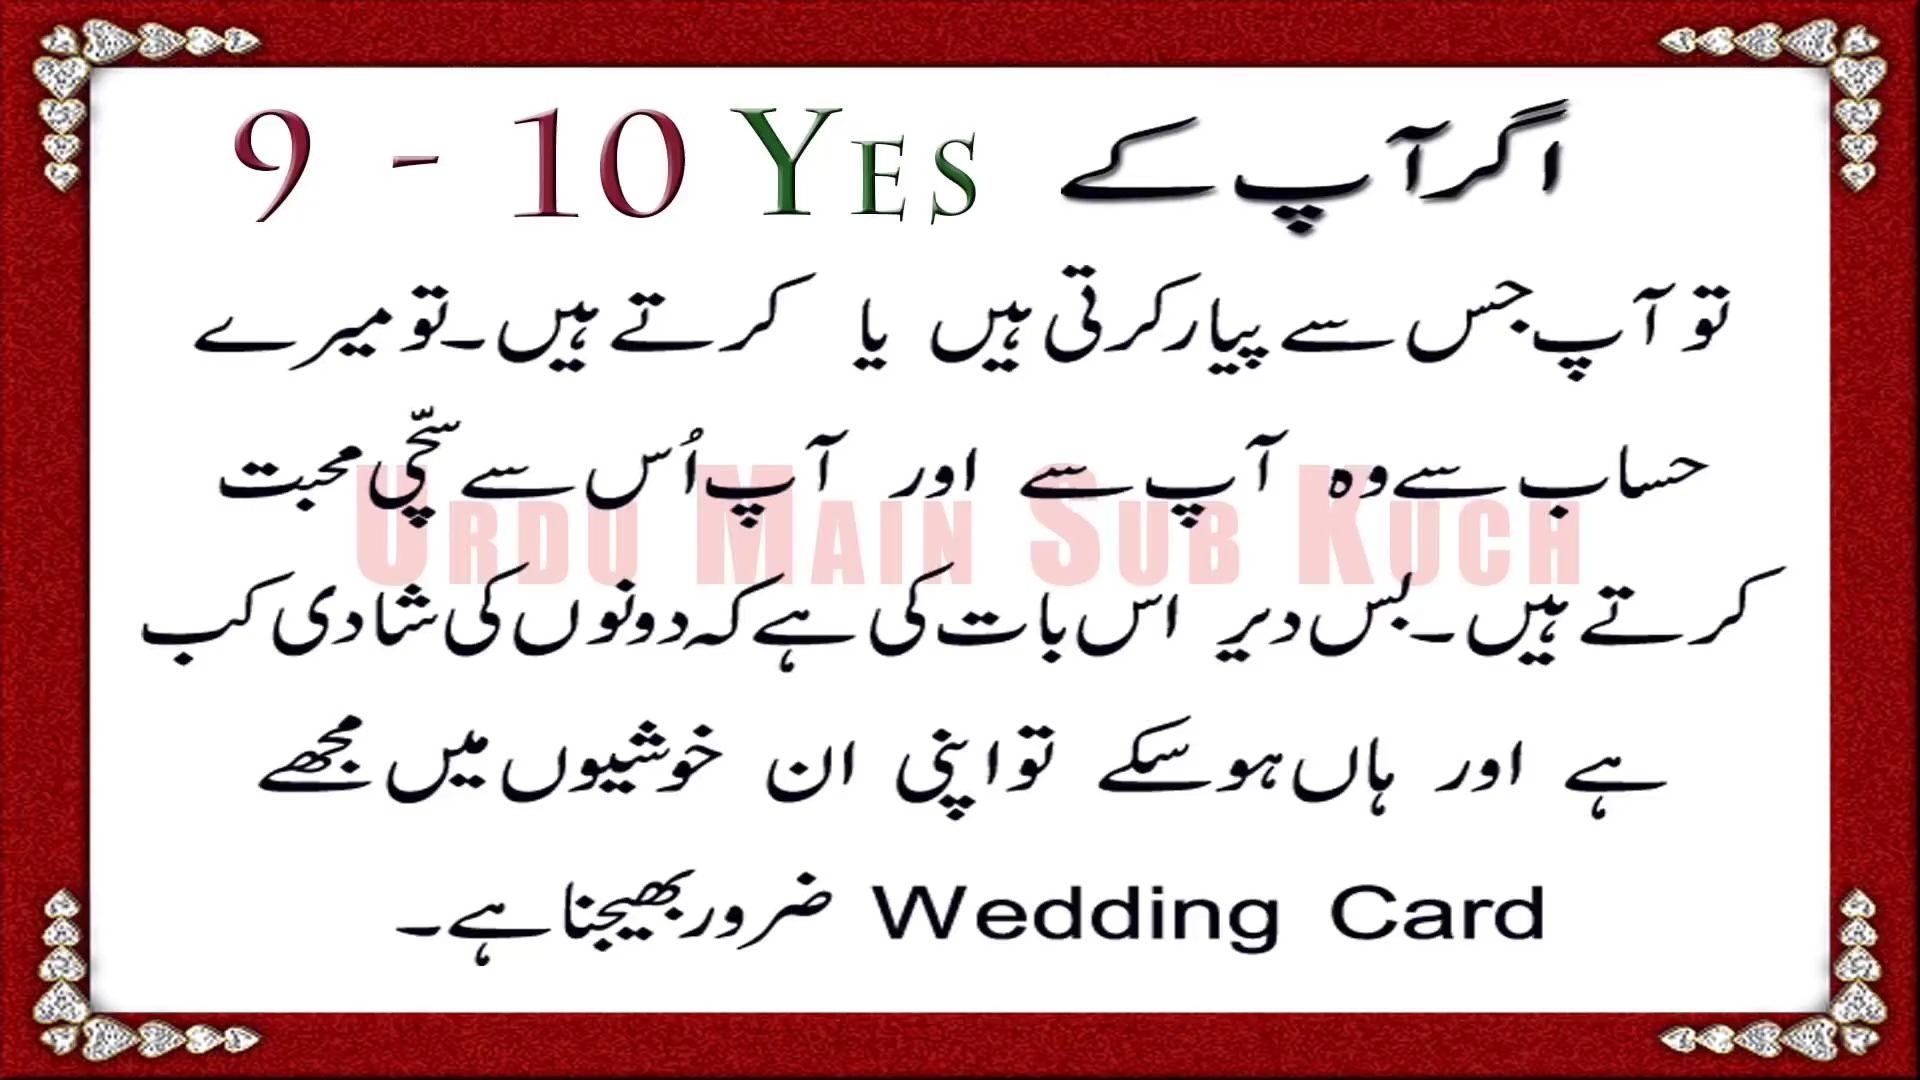 اگر آپ کے 9 - 10 YES
تو آپ جس سے پیار کرتی ہیں یا کرتے ہیں۔ تو میرے
حساب سے وہ آپ سے اور آپ اُس سے سچّی محبت
کرتے ہیں۔ بس دیر اس بات کی ہے کہ دونوں کی شادی کب
ہے اور ہاں ہو سکے تو اپنی ان خوشیوں میں مجھے
Wedding Card ضرور بھیجنا ہے۔
URDU MAIN SUB KUCH